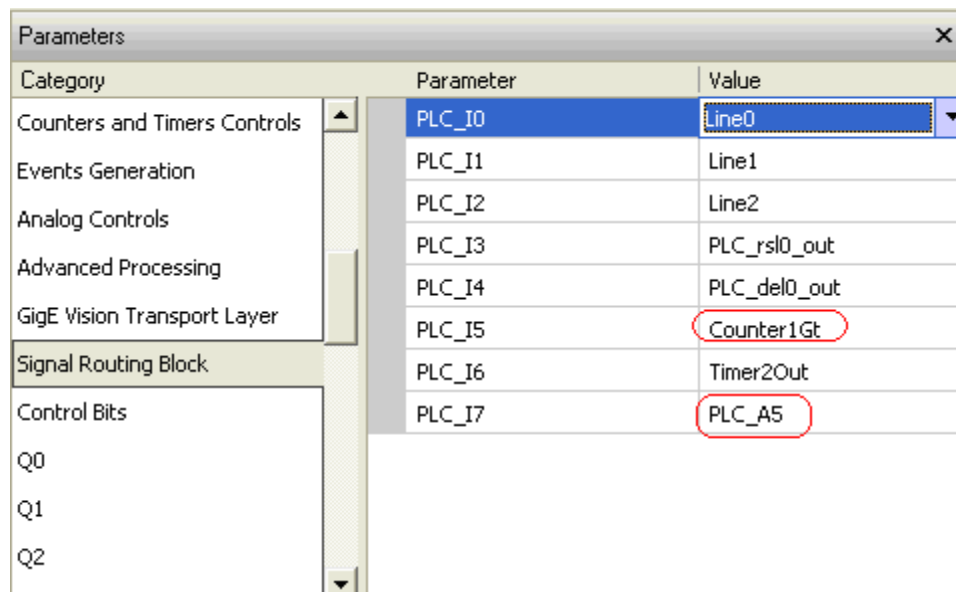 Parameters
Category
Parameter
Value
Counters and Timers Controls
Events Generation
Analog Controls
Advanced Processing
GigE Vision Transport Layer
Signal Routing Block
Control Bits
Q0
Q1
Q2
PLC_I0 Line0
PLC_I1 Line1
PLC_I2 Line2
PLC_I3 PLC_rsl0_out
PLC_I4 PLC_del0_out
PLC_I5 Counter1Gt
PLC_I6 Timer2Out
PLC_I7 PLC_A5